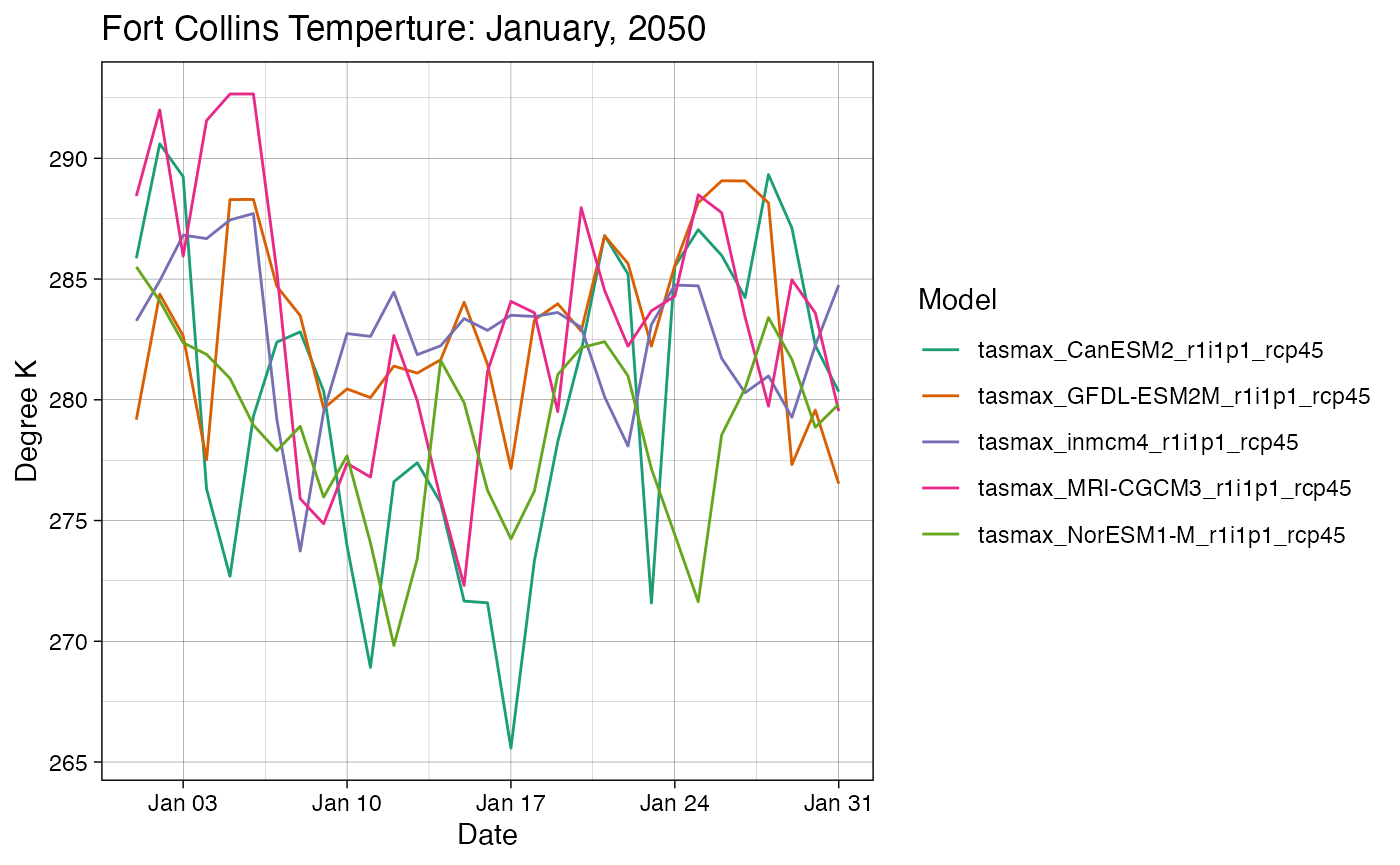 Fort Collins Temperture: January, 2050
Degree K
290
285
280
275
270
265
Jan 03 Jan 10 Jan 17 Jan 24 Jan 31
Date
Model
tasmax_CanESM2_r1i1p1_rcp45
tasmax_GFDL-ESM2M_r1i1p1_rcp45
tasmax_inmcm4_r1i1p1_rcp45
tasmax_MRI-CGCM3_r1i1p1_rcp45
tasmax_NorESM1-M_r1i1p1_rcp45